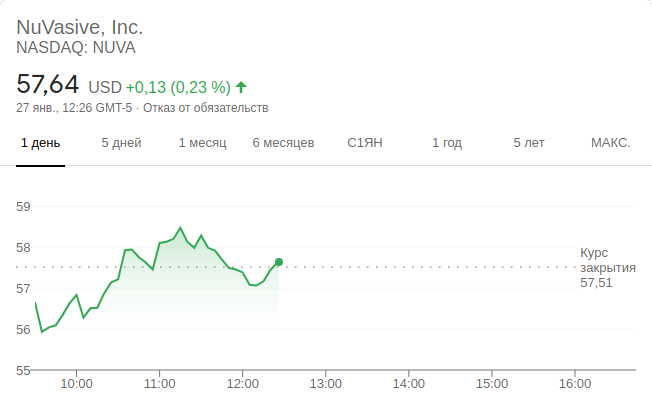 NuVasive, Inc.
NASDAQ: NUVA
57,64 USD +0,13 (0,23 %)
27 янв., 12:26 GMT-5 · Отказ от обязательств
1 день 5 дней 1 месяц 6 месяцев С1ЯН 1 год 5 лет МАКС.
59
58
Курс
закрытия
57,51
57
56
55
10:00 11:00 12:00 13:00 14:00 15:00 16:00